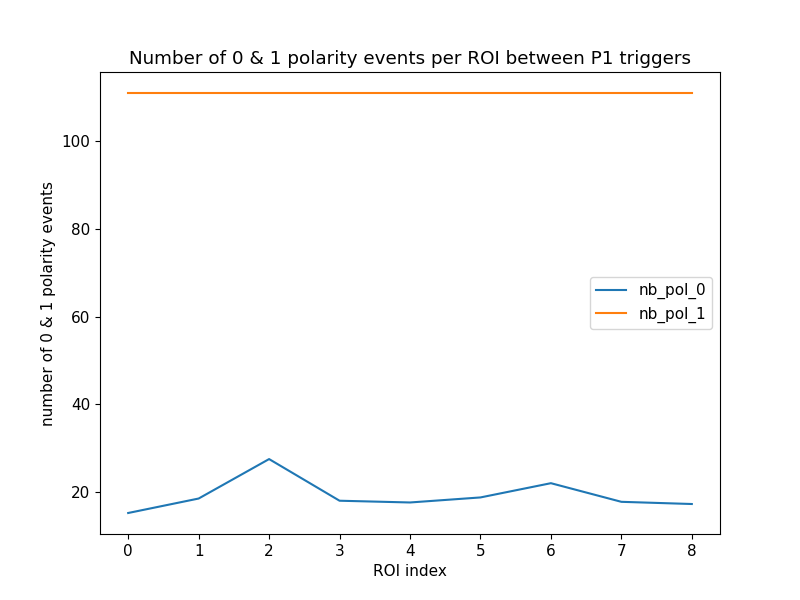 Number of 0 & 1 polarity events per ROI between P1 triggers
number of 0 & 1 polarity events
100
80
60
40
20
nb_pol_0
nb_pol_1
0 1 2 3 4 5 6 7 8
ROI index